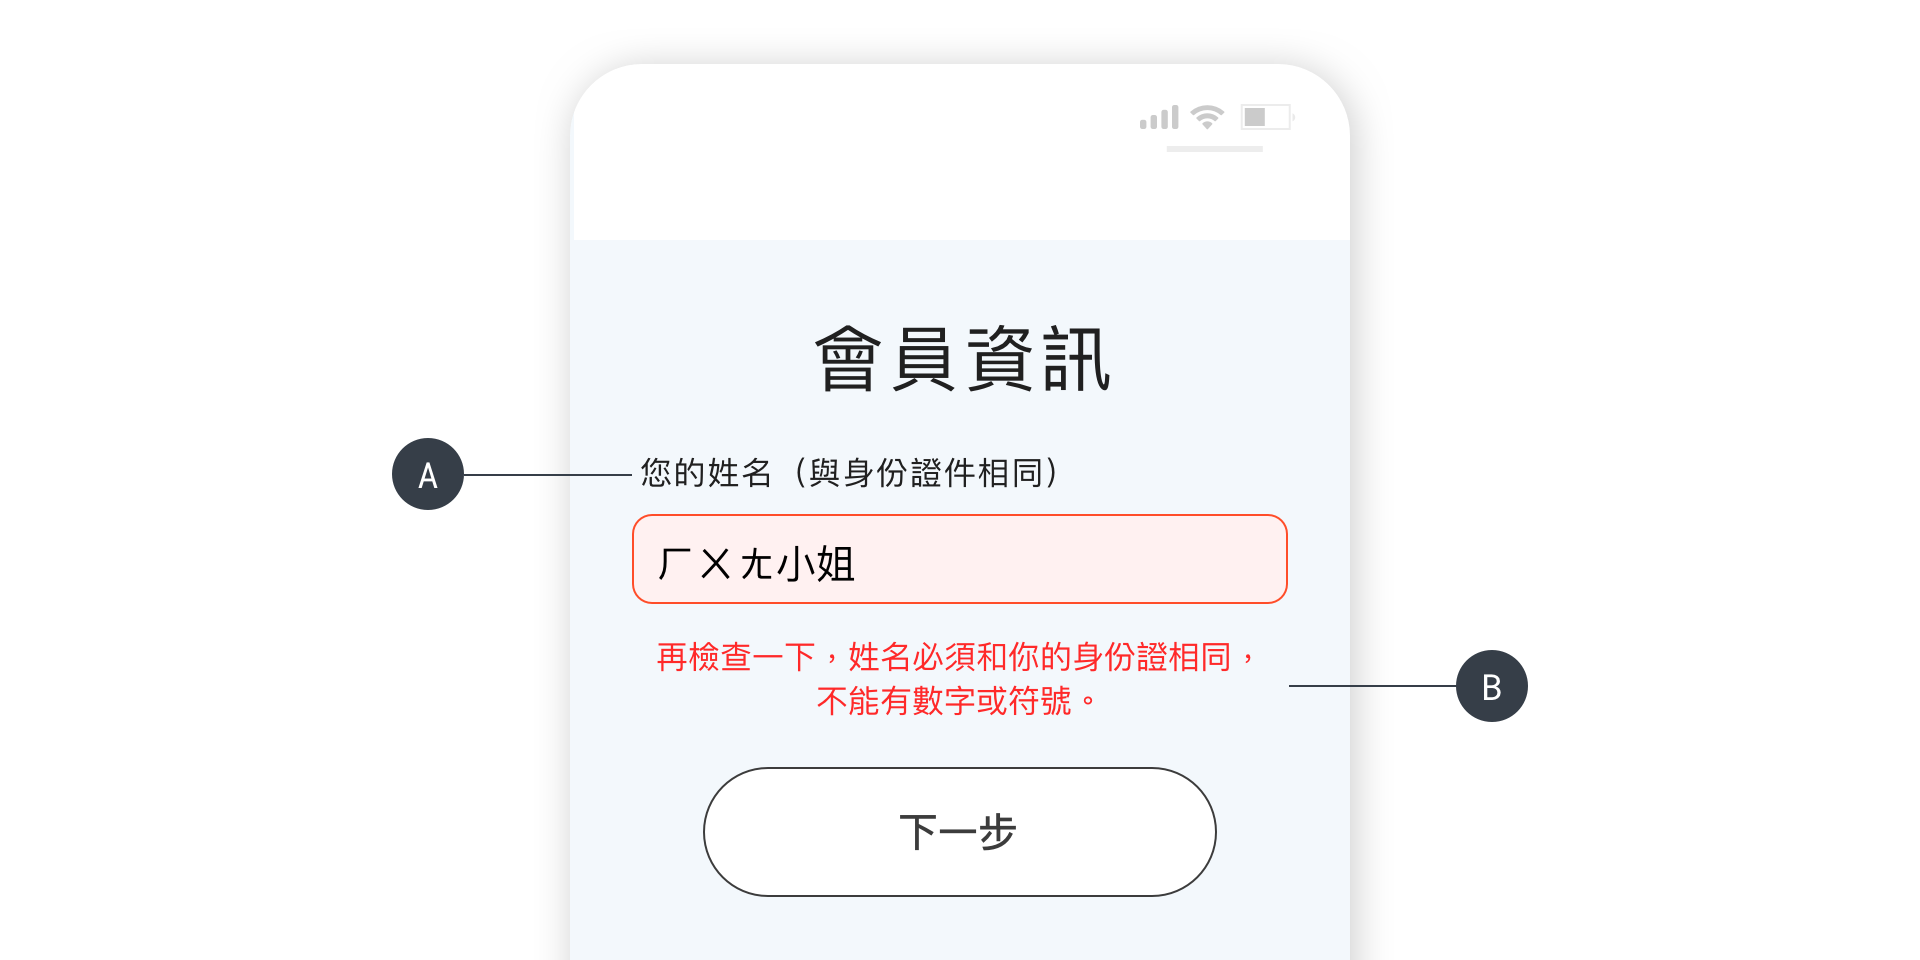 會員資訊
A
您的姓名（與身份證件相同）
ㄏㄨㄤ小姐
再檢查一下，姓名必須和你的身份證相同，
不能有數字或符號。
B
下一步